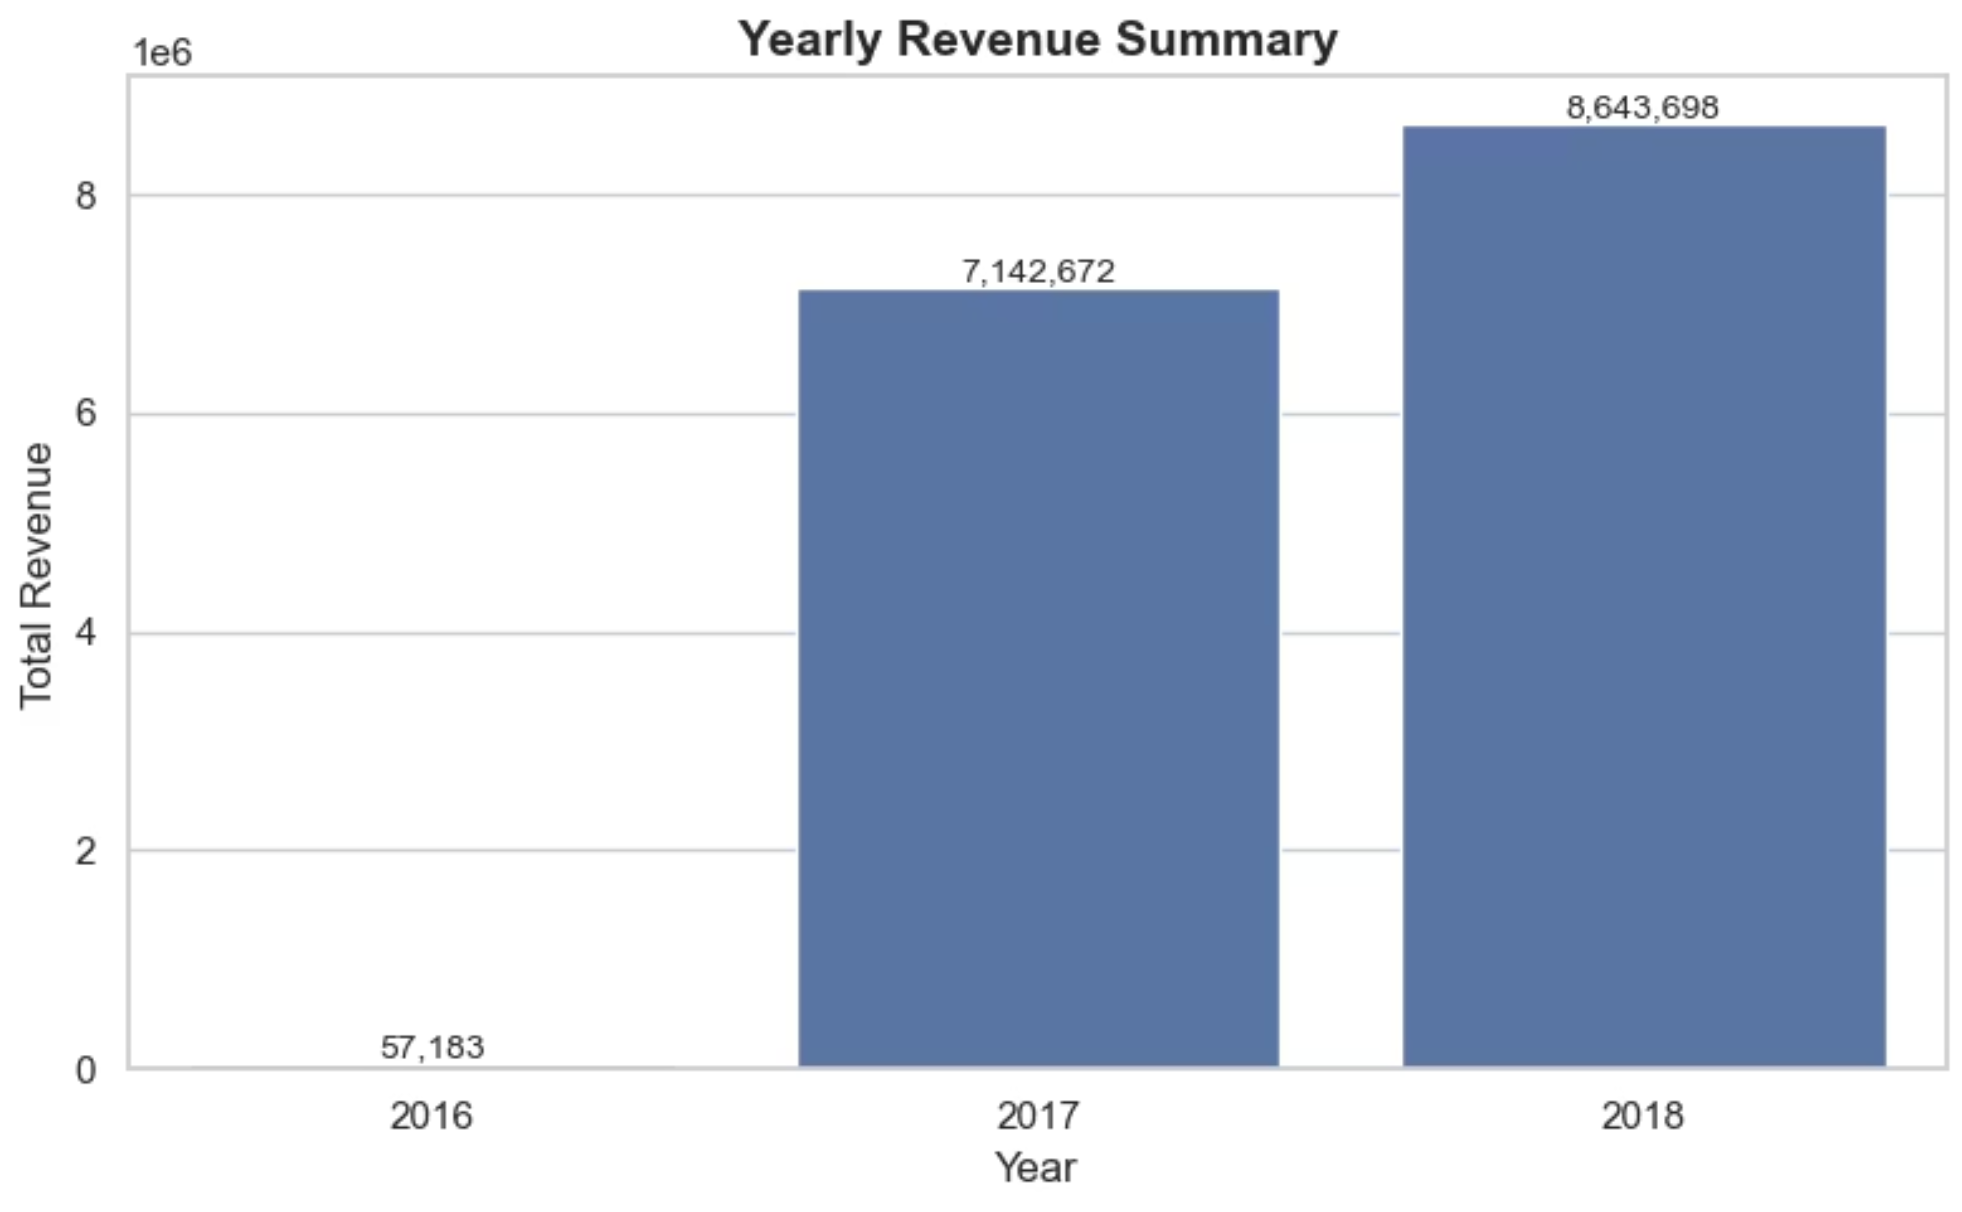 Yearly Revenue Summary
1e6
8,643,698
8
7,142,672
6
Total Revenue
4
2
57,183
0
2016 2017 2018
Year